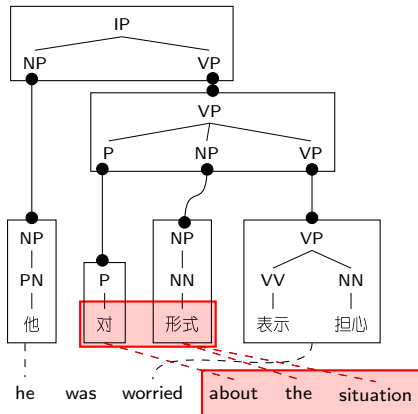 IP
NP VP
VP
P NP VP
NP NP VP
PN P NN VV NN
他 对 形式 表示 担心
he was worried about the situation